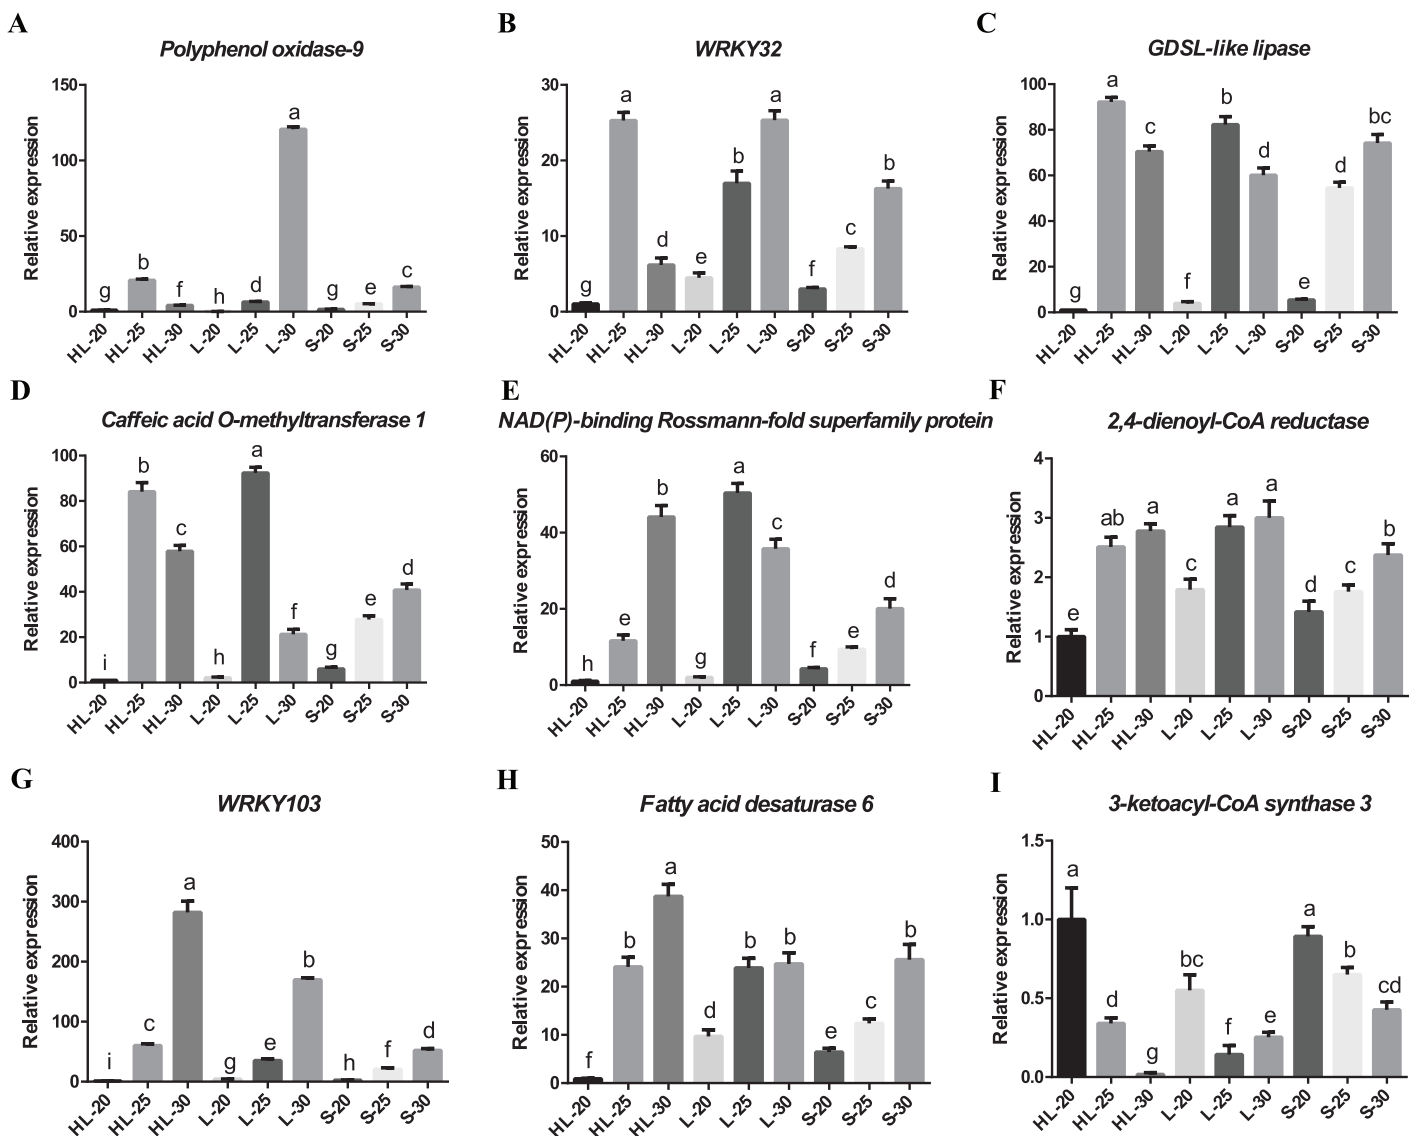 A
Polyphenol oxidase-9
Relative expression
150
100
50
0
g
b
f
h
d
a
g
e
c
HL-20
HL-25
HL-30
L-20
L-25
L-30
S-20
S-25
S-30
B
WRKY32
Relative expression
30
20
10
0
g
a
d
e
b
a
f
c
b
HL-20
HL-25
HL-30
L-20
L-25
L-30
S-20
S-25
S-30
C
GDSL-like lipase
Relative expression
100
80
60
40
20
0
g
a
c
f
b
d
e
d
bc
HL-20
HL-25
HL-30
L-20
L-25
L-30
S-20
S-25
S-30
D
Caffeic acid O-methyltransferase 1
Relative expression
100
80
60
40
20
0
i
b
c
h
a
f
g
e
d
HL-20
HL-25
HL-30
L-20
L-25
L-30
S-20
S-25
S-30
E
NAD(P)-binding Rossmann-fold superfamily protein
Relative expression
60
40
20
0
h
e
b
g
a
c
f
e
d
HL-20
HL-25
HL-30
L-20
L-25
L-30
S-20
S-25
S-30
F
2,4-dienoyl-CoA reductase
Relative expression
4
3
2
1
0
e
ab
a
c
a
a
d
c
b
HL-20
HL-25
HL-30
L-20
L-25
L-30
S-20
S-25
S-30
G
WRKY103
Relative expression
400
300
200
100
0
i
c
a
g
e
b
h
f
d
HL-20
HL-25
HL-30
L-20
L-25
L-30
S-20
S-25
S-30
H
Fatty acid desaturase 6
Relative expression
50
40
30
20
10
0
f
b
a
d
b
b
e
c
b
HL-20
HL-25
HL-30
L-20
L-25
L-30
S-20
S-25
S-30
I
3-ketoacyl-CoA synthase 3
Relative expression
1.5
1.0
0.5
0.0
a
d
g
bc
f
e
a
b
cd
HL-20
HL-25
HL-30
L-20
L-25
L-30
S-20
S-25
S-30